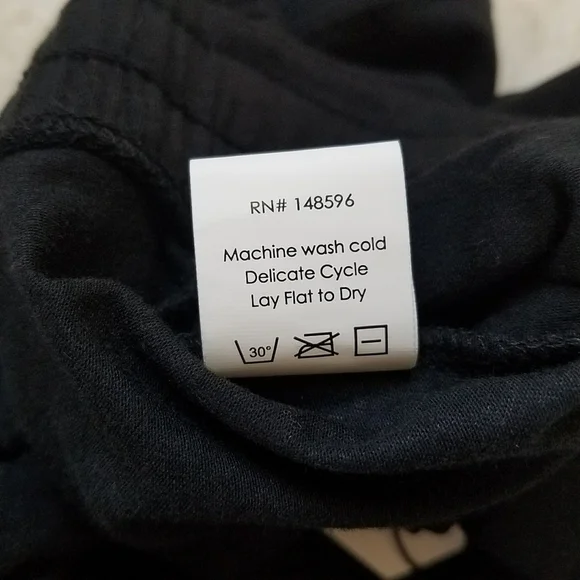 RN# 148596
Machine wash cold
Delicate Cycle
Lay Flat to Dry
30°